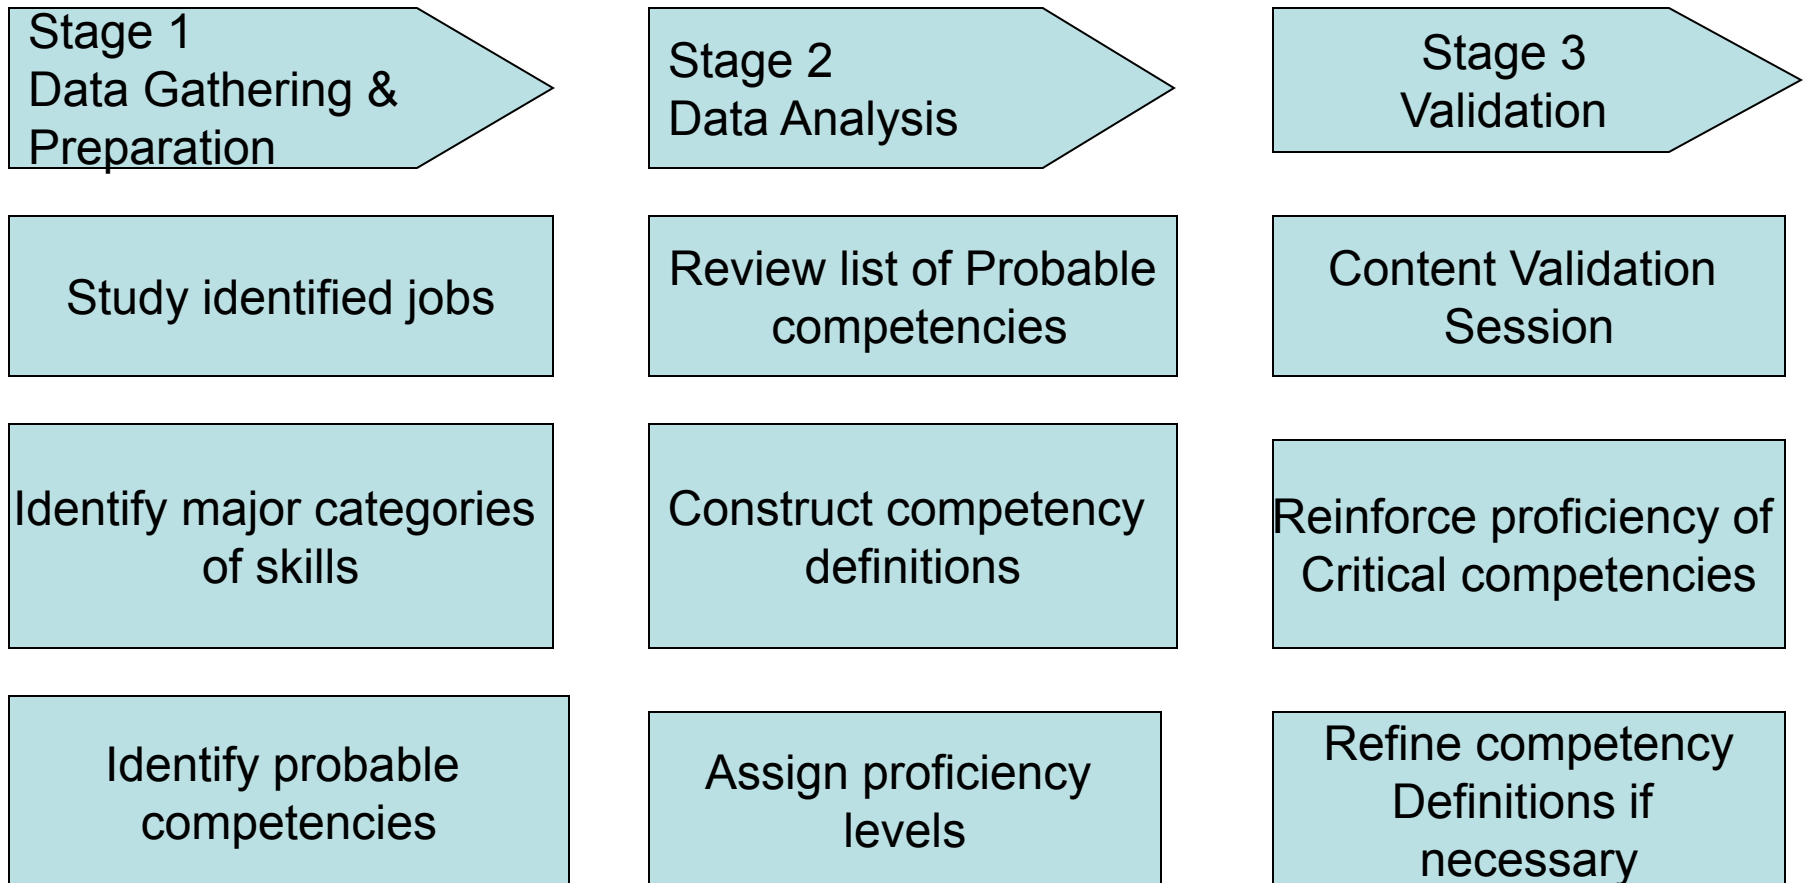 Stage 1
Data Gathering &
Preparation
Stage 2
Data Analysis
Stage 3
Validation
Study identified jobs
Review list of Probable
competencies
Content Validation
Session
Identify major categories
of skills
Construct competency
definitions
Reinforce proficiency of
Critical competencies
Identify probable
competencies
Assign proficiency
levels
Refine competency
Definitions if
necessary